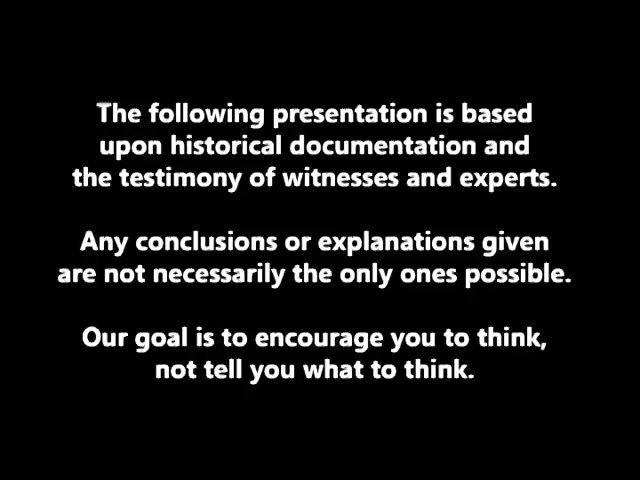 The following presentation is based
upon historical documentation and
the testimony of witnesses and experts.
Any conclusions or explanations given
are not necessarily the only ones possible.
Our goal is to encourage you to think,
not tell you what to think.